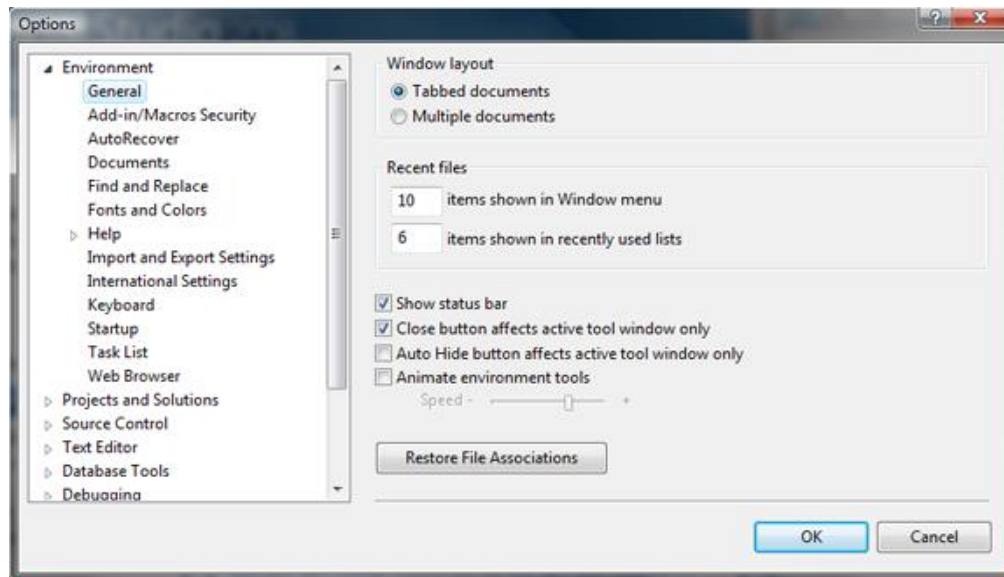 Options
Environment
General
Add-in/Macros Security
AutoRecover
Documents
Find and Replace
Fonts and Colors
Help
Import and Export Settings
International Settings
Keyboard
Startup
Task List
Web Browser
Projects and Solutions
Source Control
Text Editor
Database Tools
Debugging
Window layout
Tabbed documents
Multiple documents
Recent files
10 items shown in Window menu
6 items shown in recently used lists
Show status bar
Close button affects active tool window only
Auto Hide button affects active tool window only
Animate environment tools
Speed - +
Restore File Associations
OK Cancel